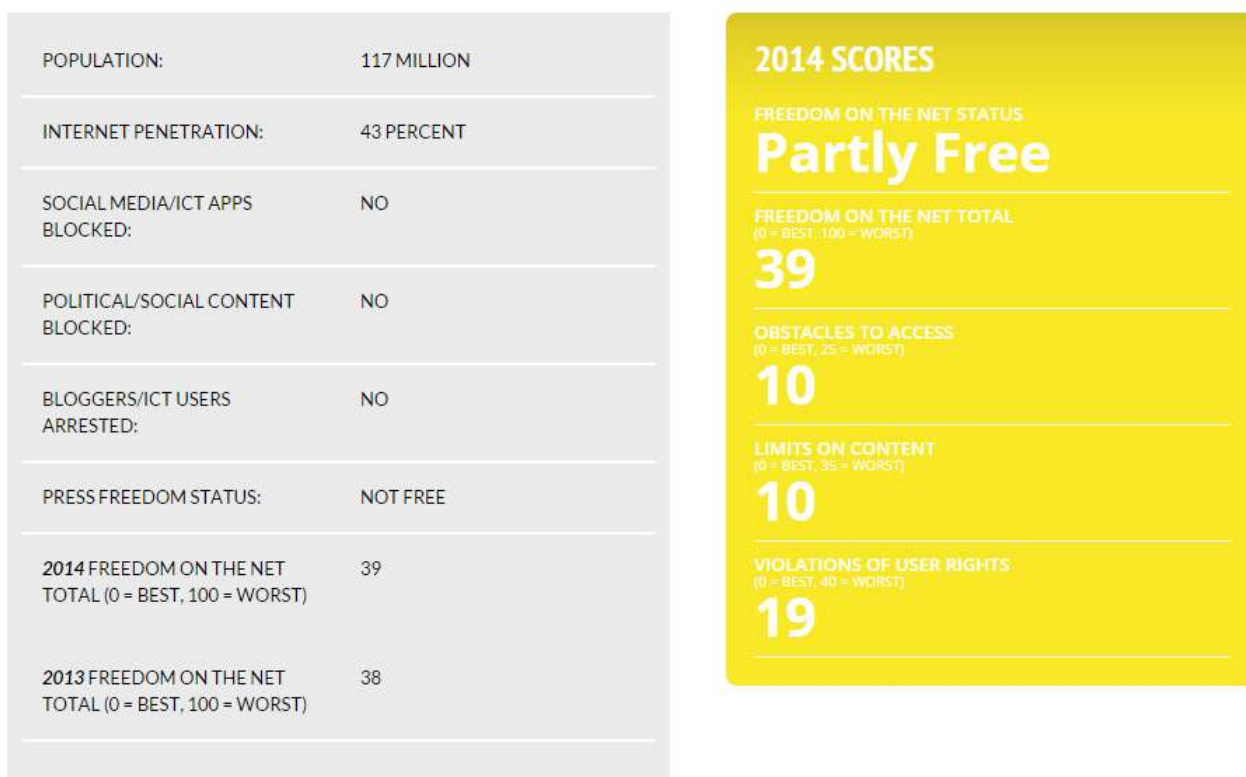 POPULATION: 117 MILLION
INTERNET PENETRATION: 43 PERCENT
SOCIAL MEDIA/ICT APPS NO
BLOCKED:
POLITICAL/SOCIAL CONTENT NO
BLOCKED:
BLOGGERS/ICT USERS NO
ARRESTED:
PRESS FREEDOM STATUS: NOT FREE
2014 FREEDOM ON THE NET 39
TOTAL (0 = BEST, 100 = WORST)
2013 FREEDOM ON THE NET 38
TOTAL (0 = BEST, 100 = WORST)
2014 SCORES
FREEDOM ON THE NET STATUS
Partly Free
FREEDOM ON THE NET TOTAL
(0 = BEST, 100 = WORST)
39
OBSTACLES TO ACCESS
(0 = BEST, 25 = WORST)
10
LIMITS ON CONTENT
(0 = BEST, 35 = WORST)
10
VIOLATIONS OF USER RIGHTS
(0 = BEST, 40 = WORST)
19